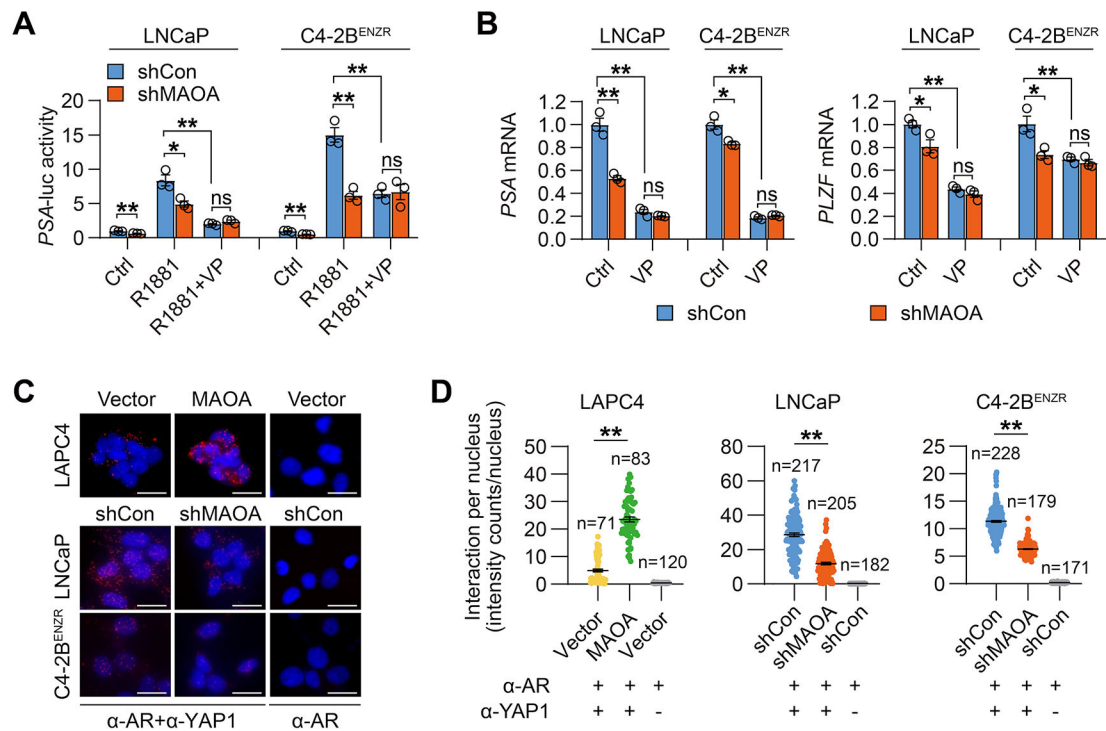 A
LNCaP
C4-2B^ENZR
shCon
shMAOA
PSA-luc activity
20
15
10
5
0
**
*
**
ns
**
**
**
ns
Ctrl
R1881
R1881+VP
Ctrl
R1881
R1881+VP
B
LNCaP
C4-2B^ENZR
PSA mRNA
1.2
1.0
0.8
0.6
0.4
0.2
0.0
**
**
ns
**
*
ns
Ctrl
VP
Ctrl
VP
LNCaP
C4-2B^ENZR
PLZF mRNA
1.2
1.0
0.8
0.6
0.4
0.2
0.0
**
*
ns
**
*
ns
Ctrl
VP
Ctrl
VP
shCon
shMAOA
C
Vector
MAOA
Vector
LAPC4
shCon
shMAOA
shCon
LNCaP
C4-2B^ENZR
α-AR+α-YAP1
α-AR
D
Interaction per nucleus
(intensity counts/nucleus)
LAPC4
50
40
30
20
10
0
**
n=71
n=83
n=120
Vector
MAOA
Vector
LNCaP
80
60
40
20
0
**
n=217
n=205
n=182
shCon
shMAOA
shCon
C4-2B^ENZR
25
20
15
10
5
0
**
n=228
n=179
n=171
shCon
shMAOA
shCon
α-AR + + + + + + + + +
α-YAP1 + + - + + - + + -